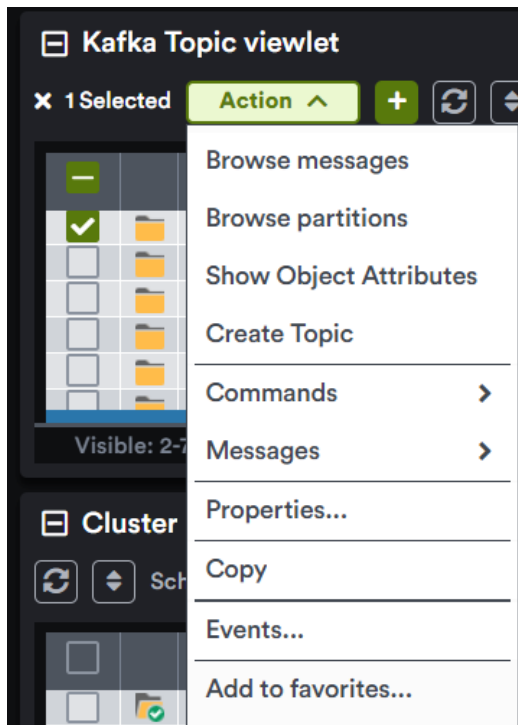 Kafka Topic viewlet
1 Selected
Action
Browse messages
Browse partitions
Show Object Attributes
Create Topic
Commands
Messages
Properties...
Copy
Events...
Add to favorites...
Visible: 2-7
Cluster
Sch